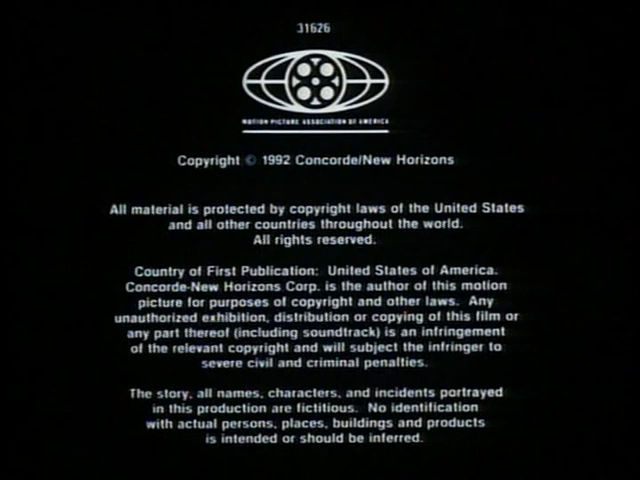 31626
MOTION PICTURE ASSOCIATION OF AMERICA
Copyright © 1992 Concorde/New Horizons
All material is protected by copyright laws of the United States
and all other countries throughout the world.
All rights reserved.
Country of First Publication: United States of America.
Concorde-New Horizons Corp. is the author of this motion
picture for purposes of copyright and other laws. Any
unauthorized exhibition, distribution or copying of this film or
any part thereof (including soundtrack) is an infringement
of the relevant copyright and will subject the infringer to
severe civil and criminal penalties.
The story, all names, characters, and incidents portrayed
in this production are fictitious. No identification
with actual persons, places, buildings and products
is intended or should be inferred.